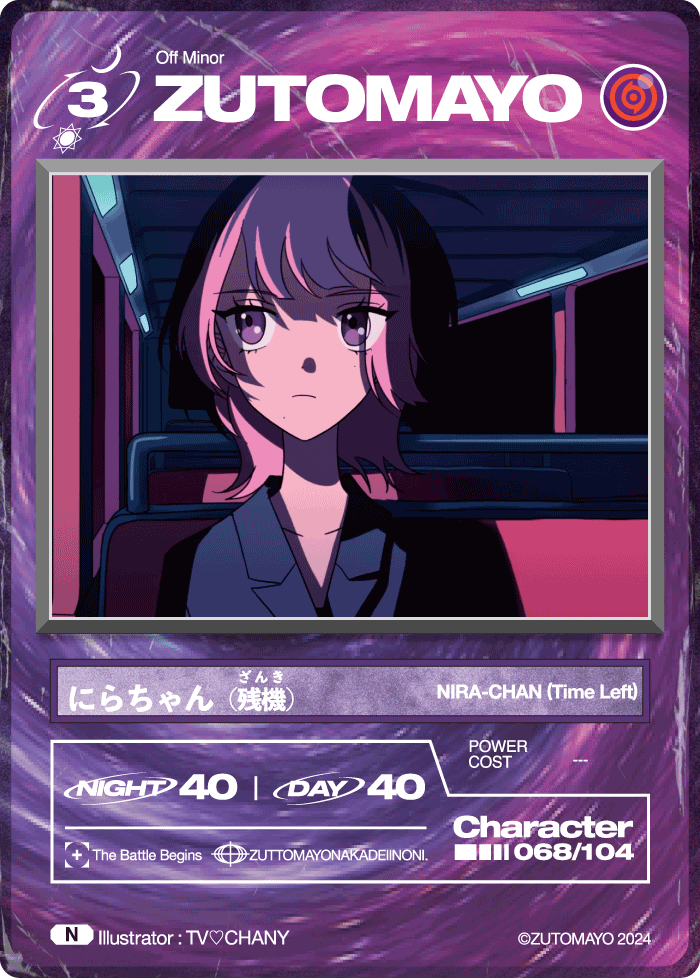 Off Minor
3 ZUTOMAYO
ざんき
にらちゃん（残機）
NIRA-CHAN (Time Left)
POWER
COST ---
NIGHT 40 | DAY 40
Character
068/104
The Battle Begins ZUTTOMAYONAKADEIINONI.
N Illustrator : TV♡CHANY
©ZUTOMAYO 2024